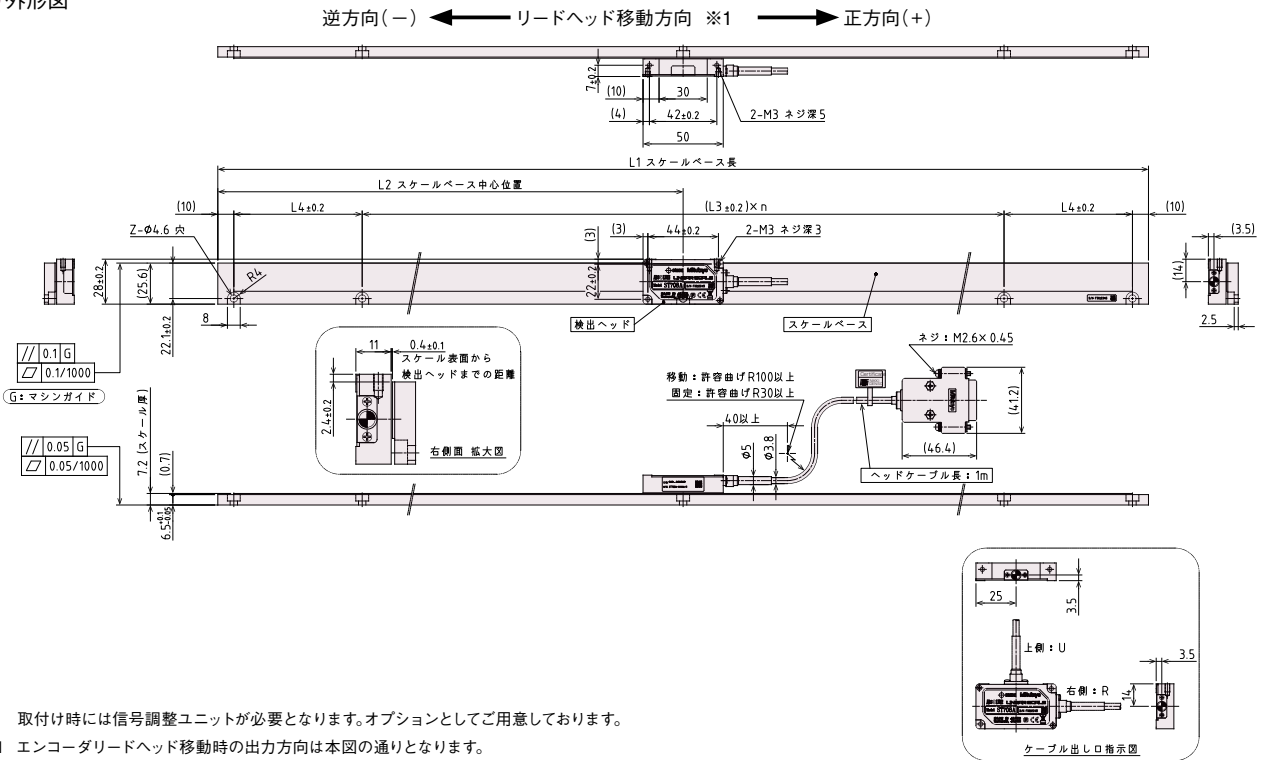 外形図
逆方向(−) リードヘッド移動方向 ※1 正方向(+)
7±0.2
(10) 30
(4) 42±0.2 2-M3 ネジ深5
50
L1 スケールベース長
L2 スケールベース中心位置
(10) L4±0.2 (L3±0.2)×n L4±0.2 (10)
Z-Φ4.6 穴 (3) (3) 44±0.2 2-M3 ネジ深3 (3.5)
R4
28±0.2 (25.6) 22±0.2 (14)
Mitutoyo
ST708A
8 検出ヘッド スケールベース 2.5
22.1±0.2
// 0.1 G
⏥ 0.1/1000
G:マシンガイド
11 0.4±0.1
スケール表面から
検出ヘッドまでの距離
2.4±0.2
右側面 拡大図
ネジ:M2.6×0.45
移動:許容曲げR100以上
固定:許容曲げR30以上
40以上
Φ5 Φ3.8
Mitutoyo
(41.2)
(46.4)
ヘッドケーブル長:1m
// 0.05 G
⏥ 0.05/1000
7.2 (スケール厚)
(0.7)
6.5+0.1 -0.05
25 3.5
上側:U
3.5
右側:R 14
Mitutoyo
ST708A
ケーブル出し口指示図
取付け時には信号調整ユニットが必要となります。オプションとしてご用意しております。
1 エンコーダリードヘッド移動時の出力方向は本図の通りとなります。